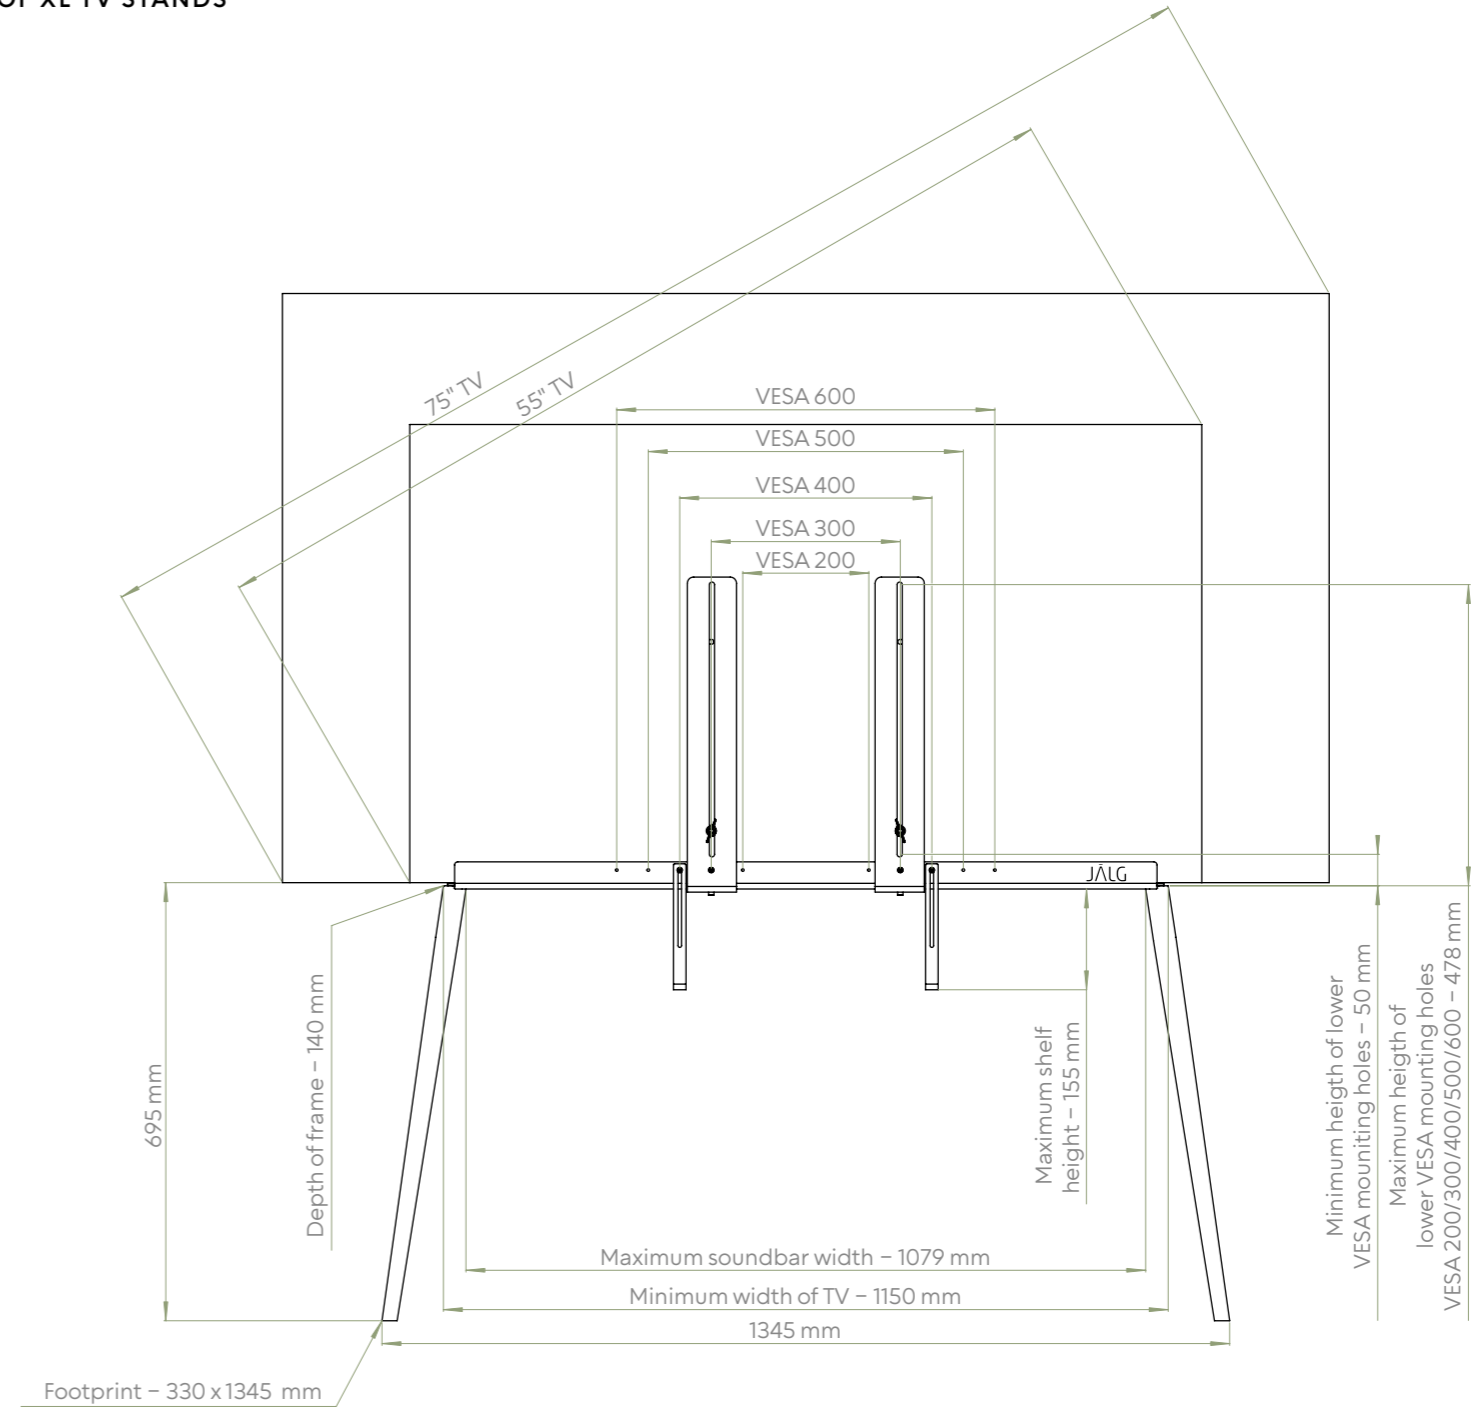 OF XL TV STANDS
75" TV
55" TV
VESA 600
VESA 500
VESA 400
VESA 300
VESA 200
JALG
695 mm
Depth of frame – 140 mm
Maximum shelf
height – 155 mm
Minimum heigth of lower
VESA mouniting holes – 50 mm
Maximum heigth of
lower VESA mounting holes
VESA 200/300/400/500/600 – 478 mm
Maximum soundbar width – 1079 mm
Minimum width of TV – 1150 mm
1345 mm
Footprint – 330 x 1345 mm